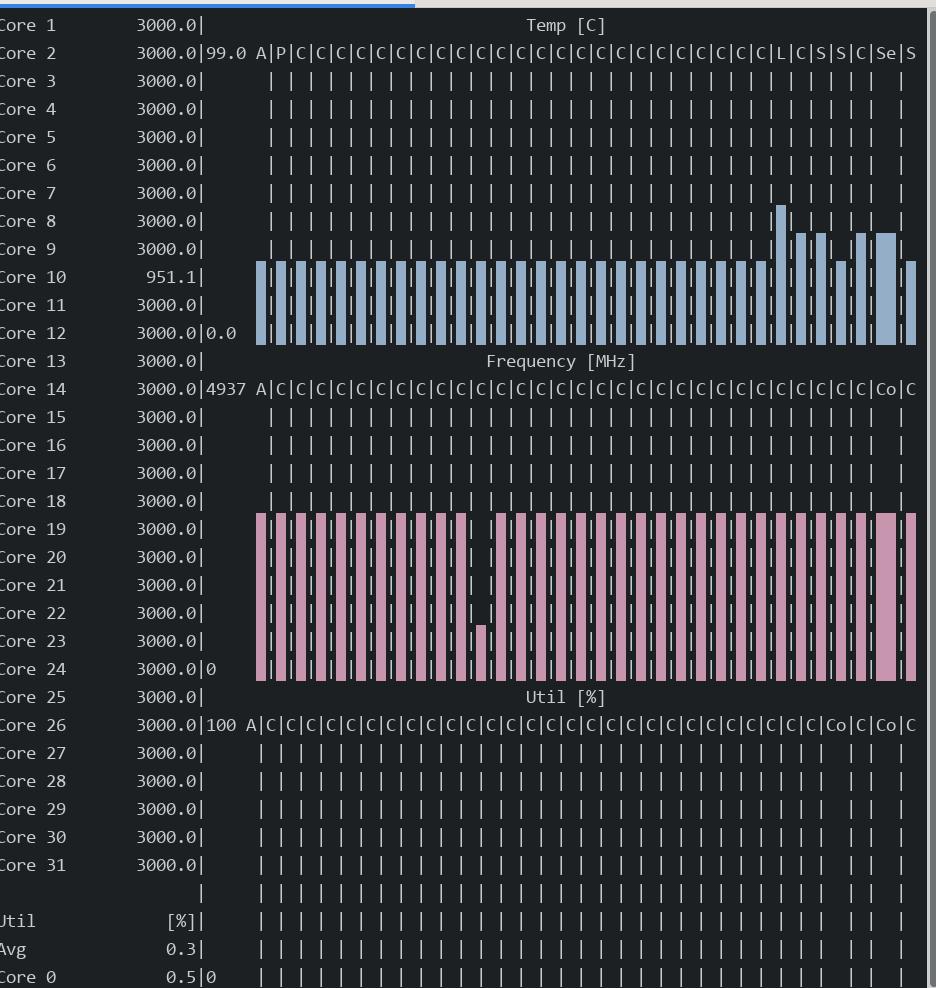 Core 1 3000.0| Temp [C]
Core 2 3000.0|99.0 A|P|C|C|C|C|C|C|C|C|C|C|C|C|C|C|C|C|C|C|C|C|C|C|C|C|L|C|S|S|C|Se|S
Core 3 3000.0|
Core 4 3000.0|
Core 5 3000.0|
Core 6 3000.0|
Core 7 3000.0|
Core 8 3000.0|
Core 9 3000.0|
Core 10 951.1|
Core 11 3000.0|
Core 12 3000.0|0.0
Core 13 3000.0| Frequency [MHz]
Core 14 3000.0|4937 A|C|C|C|C|C|C|C|C|C|C|C|C|C|C|C|C|C|C|C|C|C|C|C|C|C|C|C|C|C|C|Co|C
Core 15 3000.0|
Core 16 3000.0|
Core 17 3000.0|
Core 18 3000.0|
Core 19 3000.0|
Core 20 3000.0|
Core 21 3000.0|
Core 22 3000.0|
Core 23 3000.0|
Core 24 3000.0|0
Core 25 3000.0| Util [%]
Core 26 3000.0|100 A|C|C|C|C|C|C|C|C|C|C|C|C|C|C|C|C|C|C|C|C|C|C|C|C|C|C|C|C|Co|C|Co|C
Core 27 3000.0|
Core 28 3000.0|
Core 29 3000.0|
Core 30 3000.0|
Core 31 3000.0|
Util [%]|
Avg 0.3|
Core 0 0.5|0